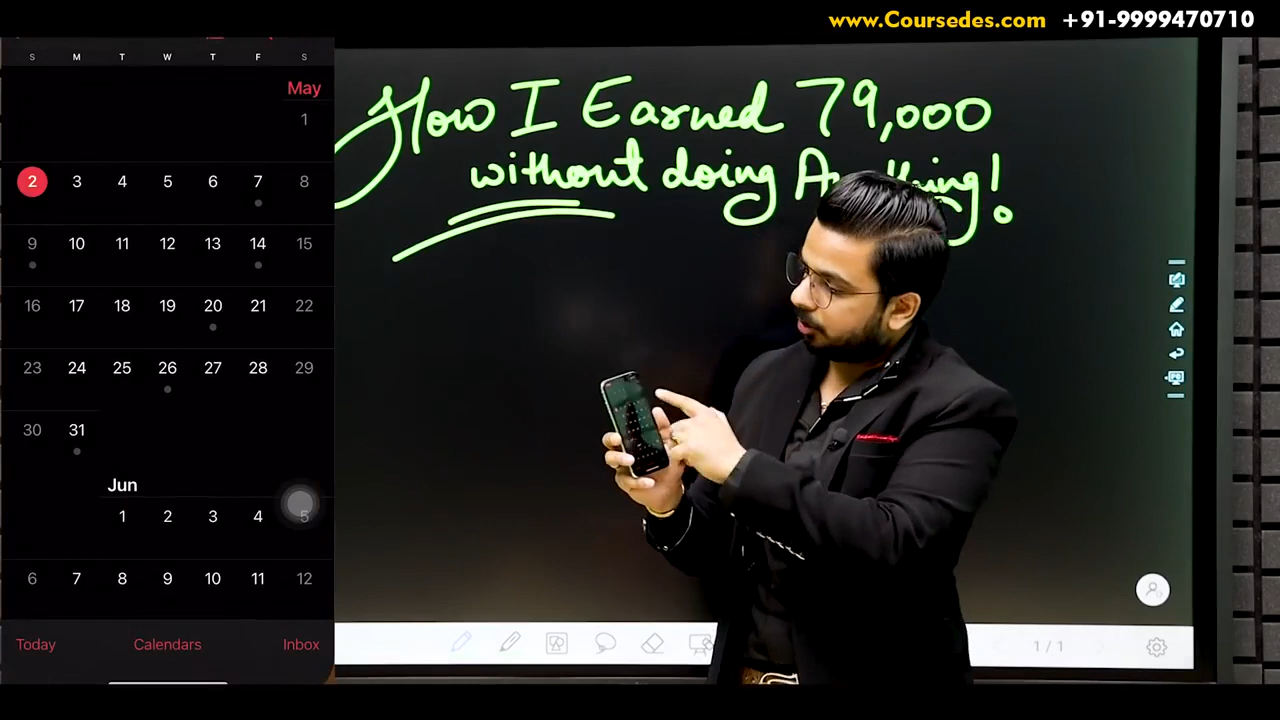 www.Coursedes.com +91-9999470710
S M T W T F S
May
1
2 3 4 5 6 7 8
9 10 11 12 13 14 15
16 17 18 19 20 21 22
23 24 25 26 27 28 29
30 31
Jun
1 2 3 4 5
6 7 8 9 10 11 12
Today Calendars Inbox
How I Earned 79,000
without doing Anything!
1 / 1